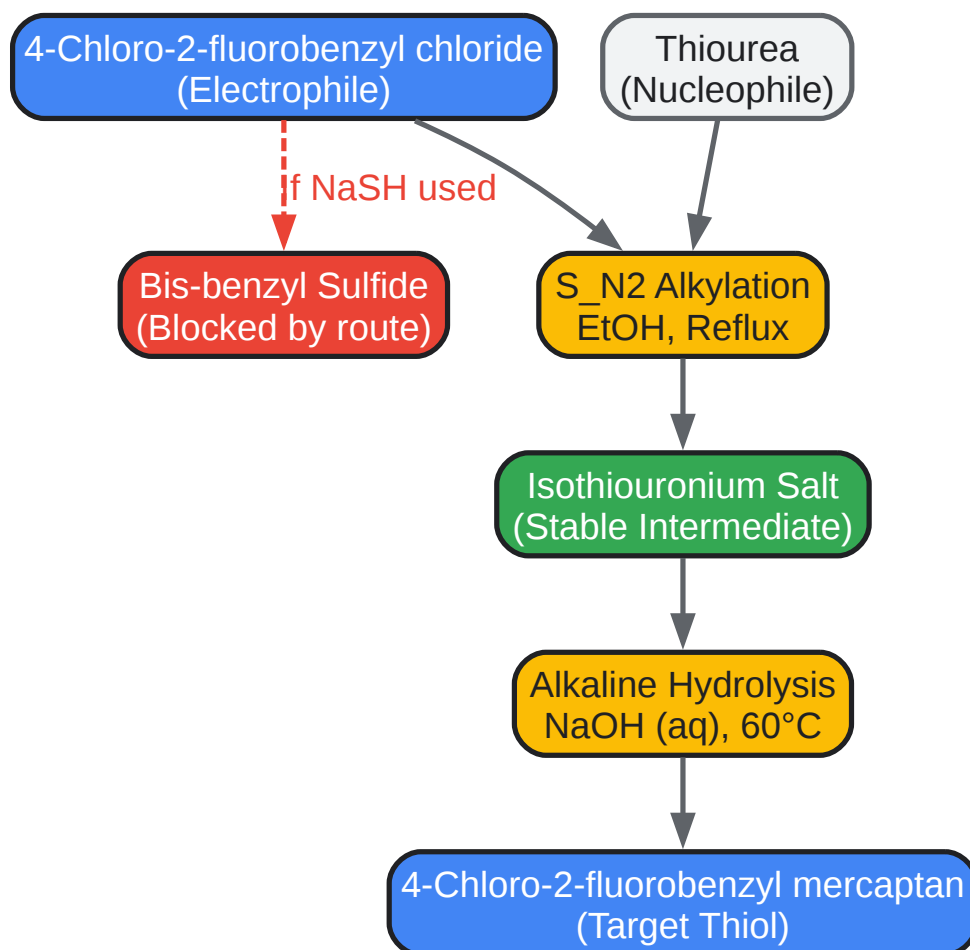 4-Chloro-2-fluorobenzyl chloride
(Electrophile)
Thiourea
(Nucleophile)
If NaSH used
Bis-benzyl Sulfide
(Blocked by route)
S_N2 Alkylation
EtOH, Reflux
Isothiouronium Salt
(Stable Intermediate)
Alkaline Hydrolysis
NaOH (aq), 60°C
4-Chloro-2-fluorobenzyl mercaptan
(Target Thiol)